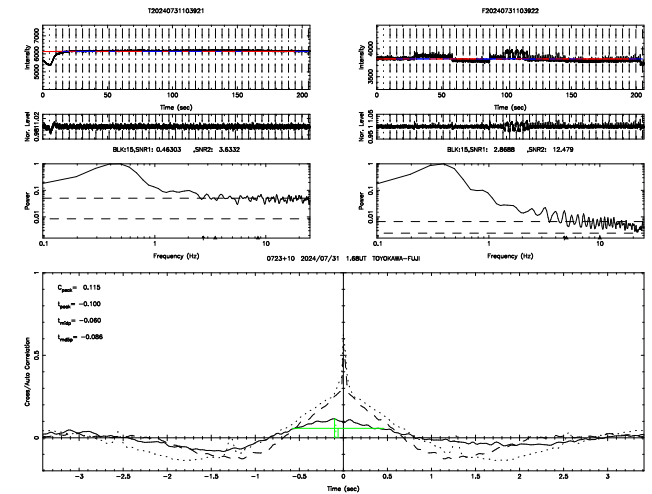 T20240731103921
F20240731103922
Intensity
5000 6000 7000
0 50 100 150 200
Time (sec)
Intensity
3500 4000
0 50 100 150 200
Time (sec)
Nor. Level
0.98 1.02
Nor. Level
0.95 1.05
BLK:15,SNR1: 0.46303 ,SNR2: 3.6332
BLK:15,SNR1: 2.8688 ,SNR2: 12.479
Power
1
0.1
0.01
0.1 1 10
Frequency (Hz)
Power
1
0.1
0.01
0.1 1 10
Frequency (Hz)
0723+10 2024/07/31 1.68UT TOYOKAWA-FUJI
Cross/Auto Correlation
1
0.5
0
Cpeak= 0.115
tpeak= -0.100
tmidp= -0.060
tmdbp= -0.086
-3 -2.5 -2 -1.5 -1 -0.5 0 0.5 1 1.5 2 2.5 3
Time (sec)